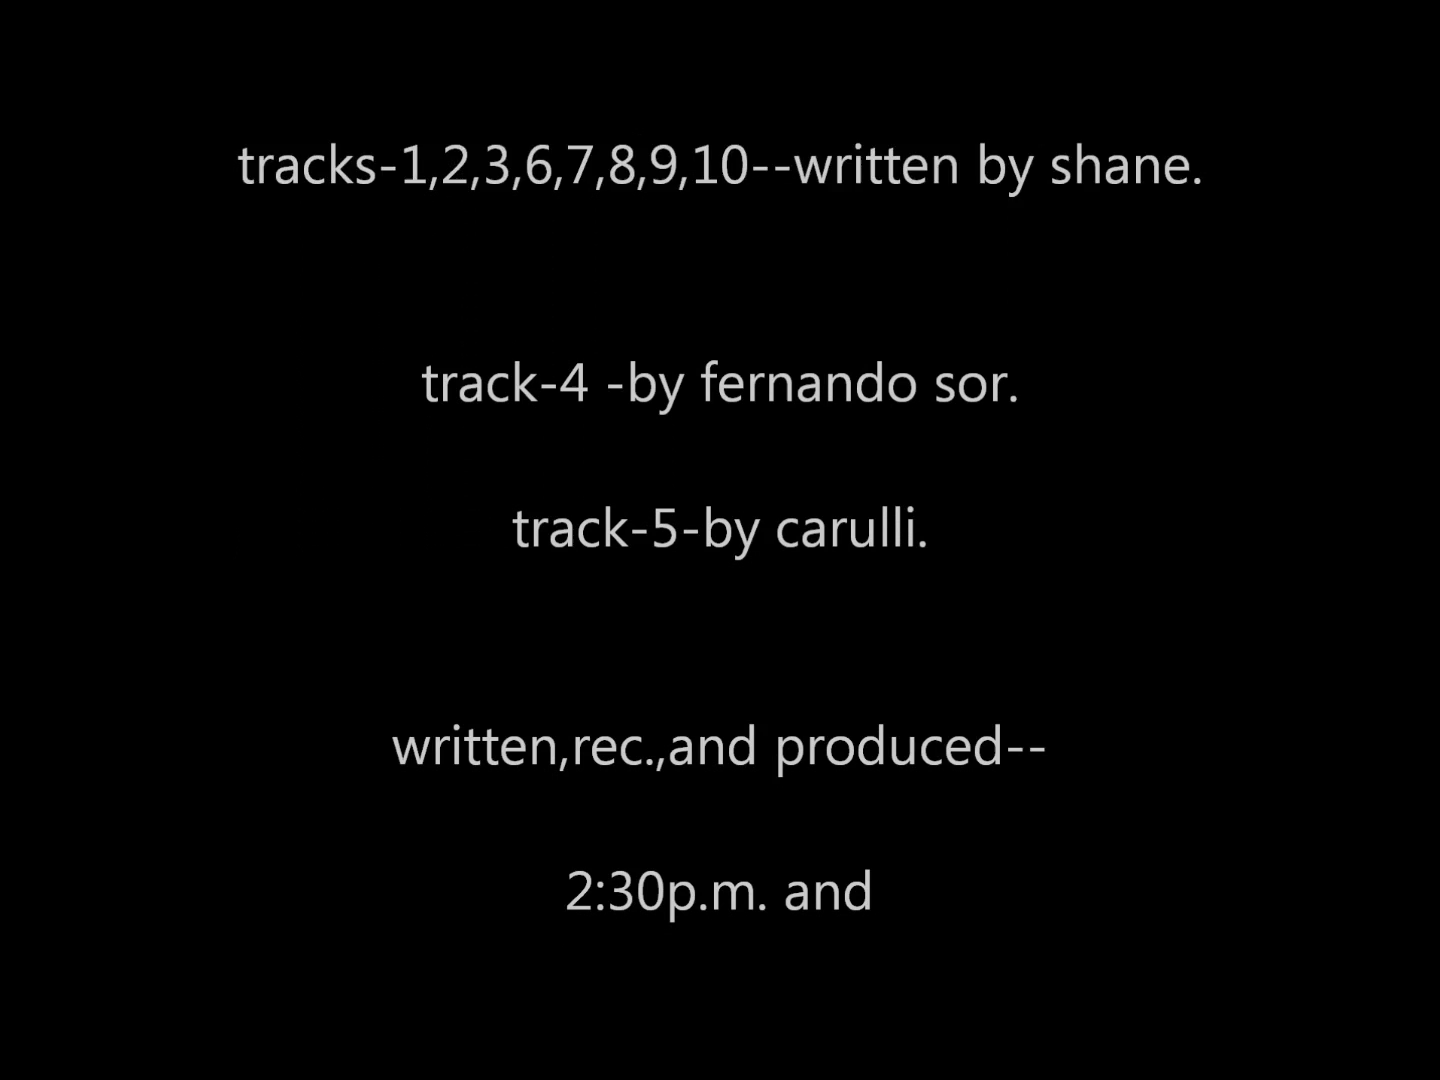 tracks-1,2,3,6,7,8,9,10--written by shane.
track-4 -by fernando sor.
track-5-by carulli.
written,rec.,and produced--
2:30p.m. and